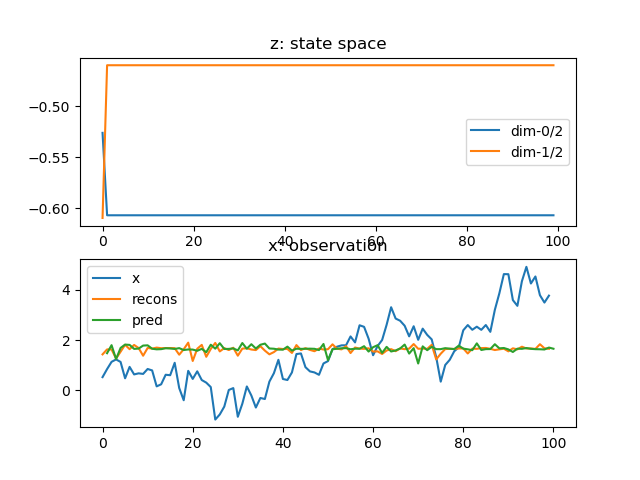 z: state space
−0.50
−0.55
−0.60
dim-0/2
dim-1/2
0 20 40 60 80 100
x: observation
4
2
0
x
recons
pred
0 20 40 60 80 100